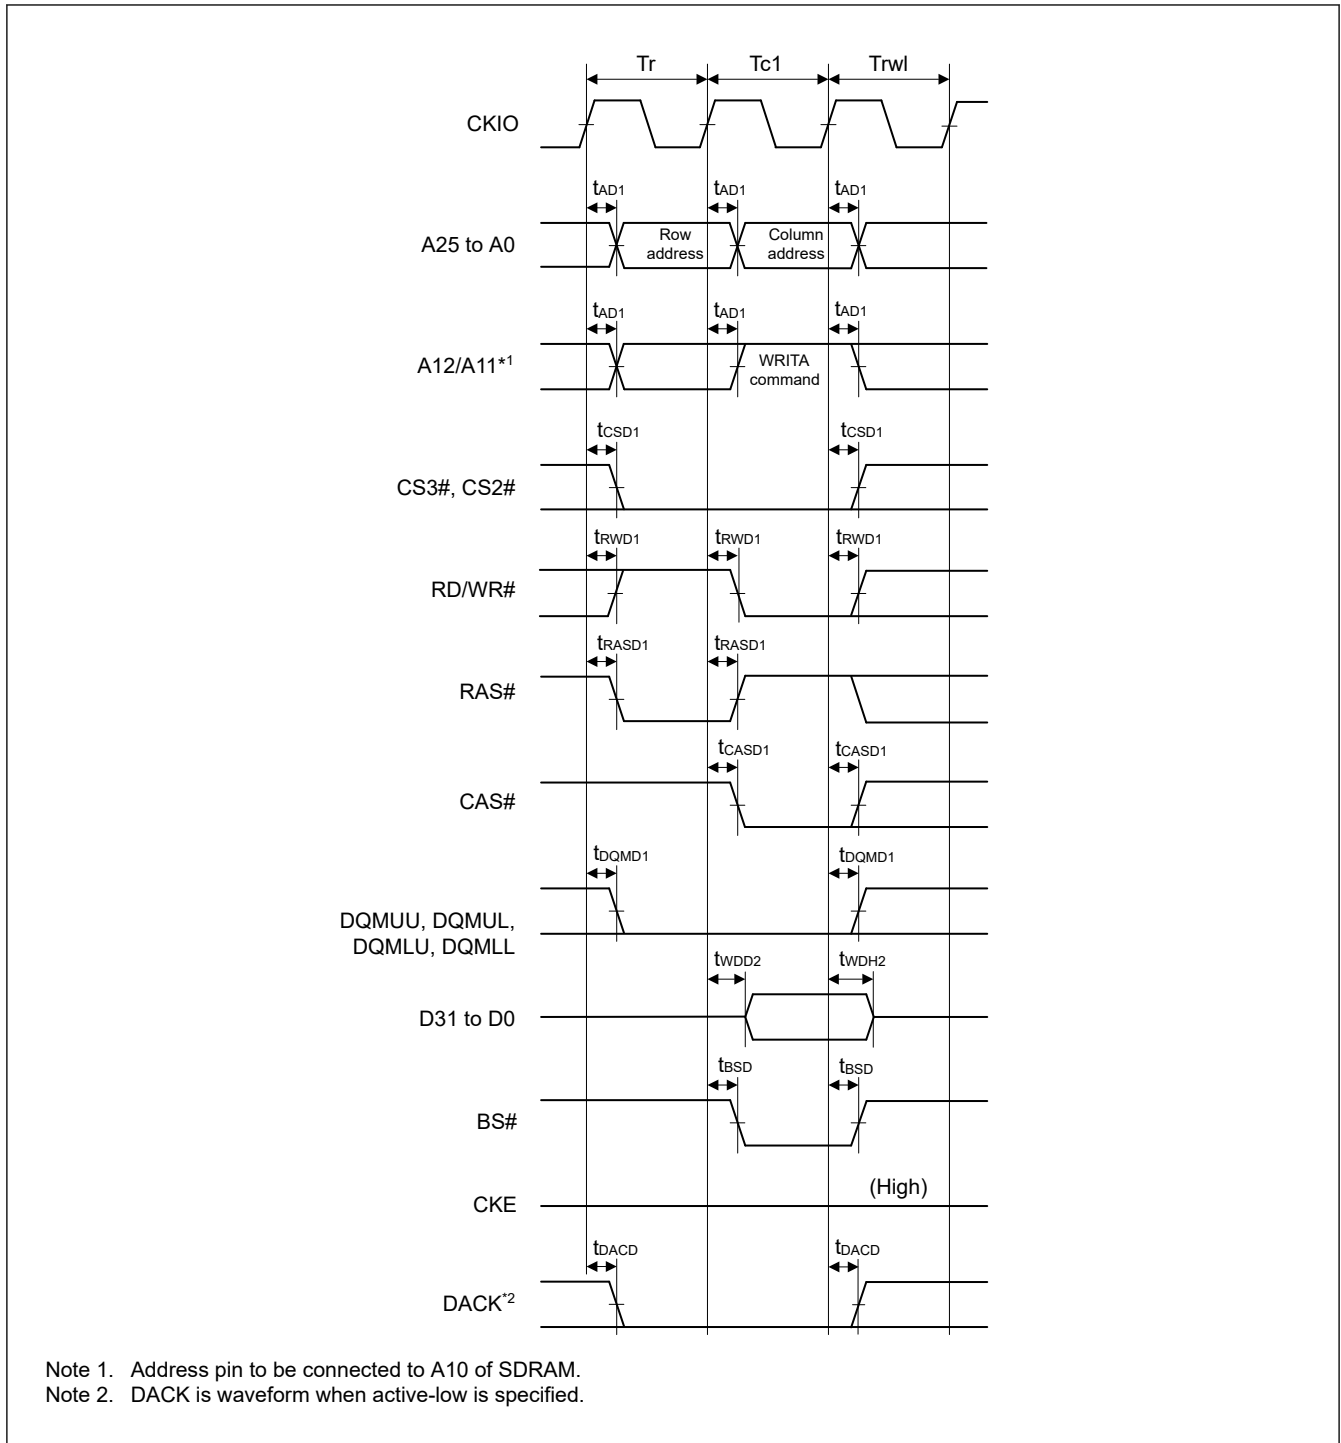 Tr Tc1 Trwl
CKIO
tAD1 tAD1 tAD1
A25 to A0
Row address
Column address
tAD1 tAD1 tAD1
A12/A11*1
WRITA command
tCSD1 tCSD1
CS3#, CS2#
tRWD1 tRWD1 tRWD1
RD/WR#
tRASD1 tRASD1
RAS#
tCASD1 tCASD1
CAS#
tDQMD1 tDQMD1
DQMUU, DQMUL,
DQMLU, DQMLL
tWDD2 tWDH2
D31 to D0
tBSD tBSD
BS#
(High)
CKE
tDACD tDACD
DACK*2
Note 1. Address pin to be connected to A10 of SDRAM.
Note 2. DACK is waveform when active-low is specified.